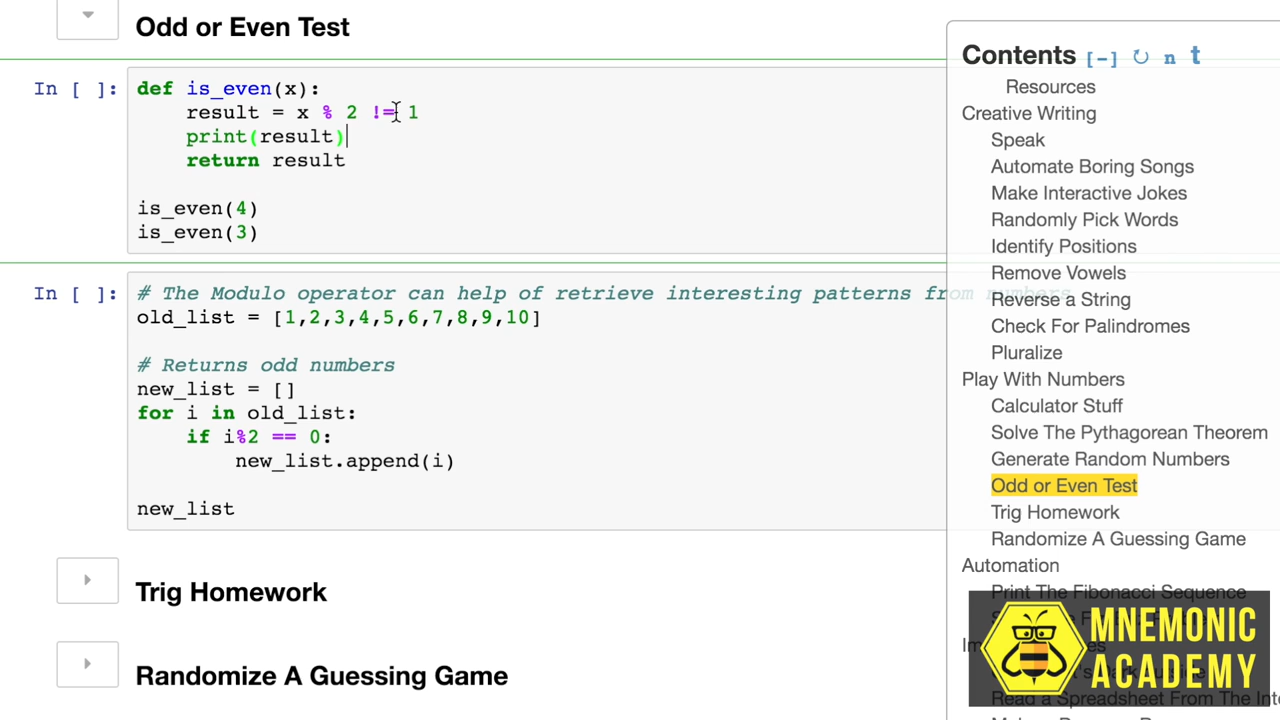 Odd or Even Test
In [ ]:
def is_even(x):
    result = x % 2 != 1
    print(result)
    return result
is_even(4)
is_even(3)
In [ ]:
# The Modulo operator can help of retrieve interesting patterns from numbers
old_list = [1,2,3,4,5,6,7,8,9,10]
# Returns odd numbers
new_list = []
for i in old_list:
    if i%2 == 0:
        new_list.append(i)
new_list
Trig Homework
Randomize A Guessing Game
Contents [-] ↻ n t
Resources
Creative Writing
Speak
Automate Boring Songs
Make Interactive Jokes
Randomly Pick Words
Identify Positions
Remove Vowels
Reverse a String
Check For Palindromes
Pluralize
Play With Numbers
Calculator Stuff
Solve The Pythagorean Theorem
Generate Random Numbers
Odd or Even Test
Trig Homework
Randomize A Guessing Game
Automation
Print The Fibonacci Sequence
Read a Spreadsheet From The
MNEMONIC
ACADEMY